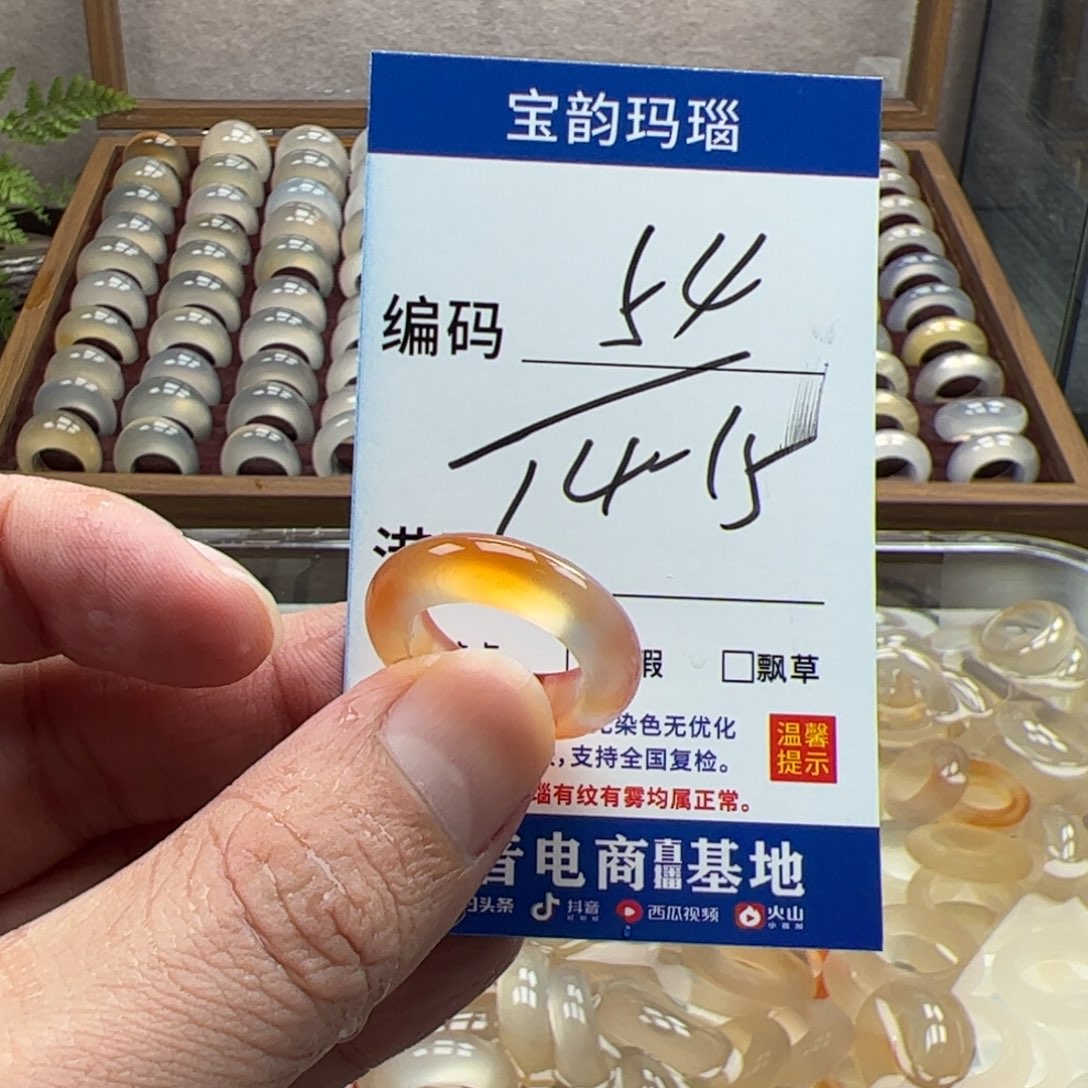 宝韵玛瑙
编码 54
14-15
□飘草
染色无优化
,支持全国复检。
温馨
提示
瑙有纹有雾均属正常。
音电商直播基地
头条 抖音 西瓜视频 火山